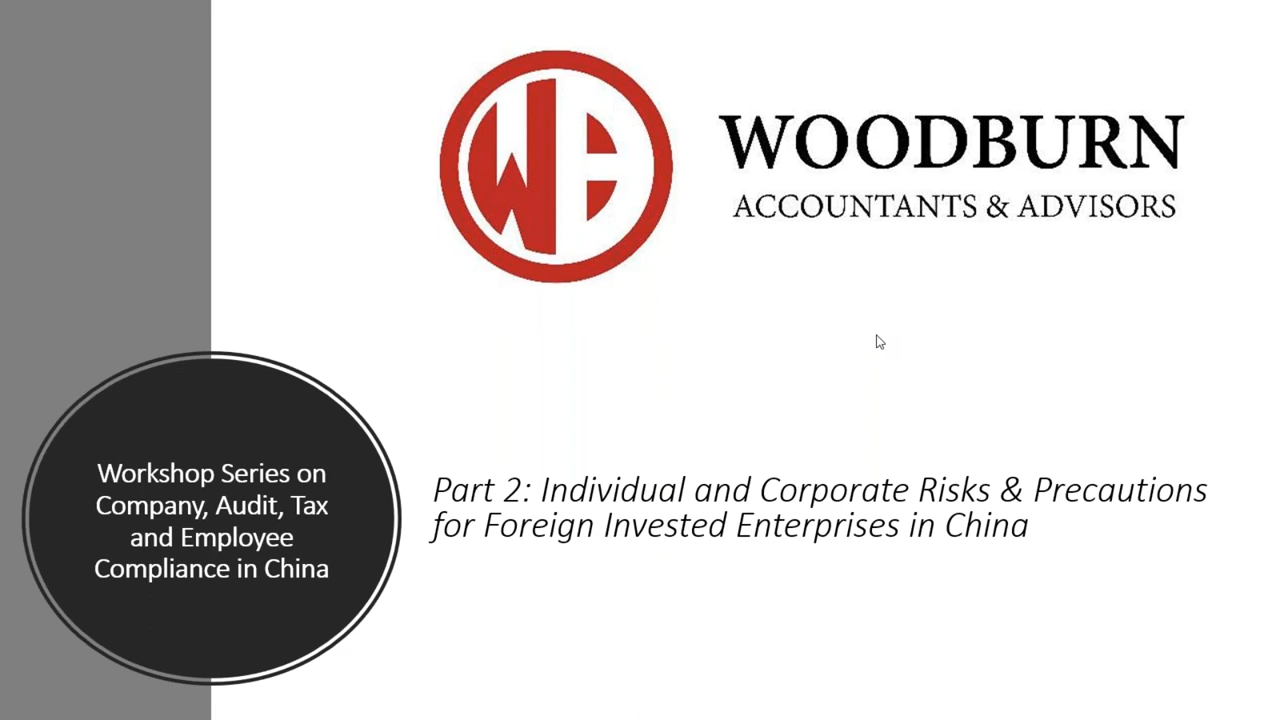 WB
WOODBURN
ACCOUNTANTS & ADVISORS
Workshop Series on
Company, Audit, Tax
and Employee
Compliance in China
Part 2: Individual and Corporate Risks & Precautions
for Foreign Invested Enterprises in China